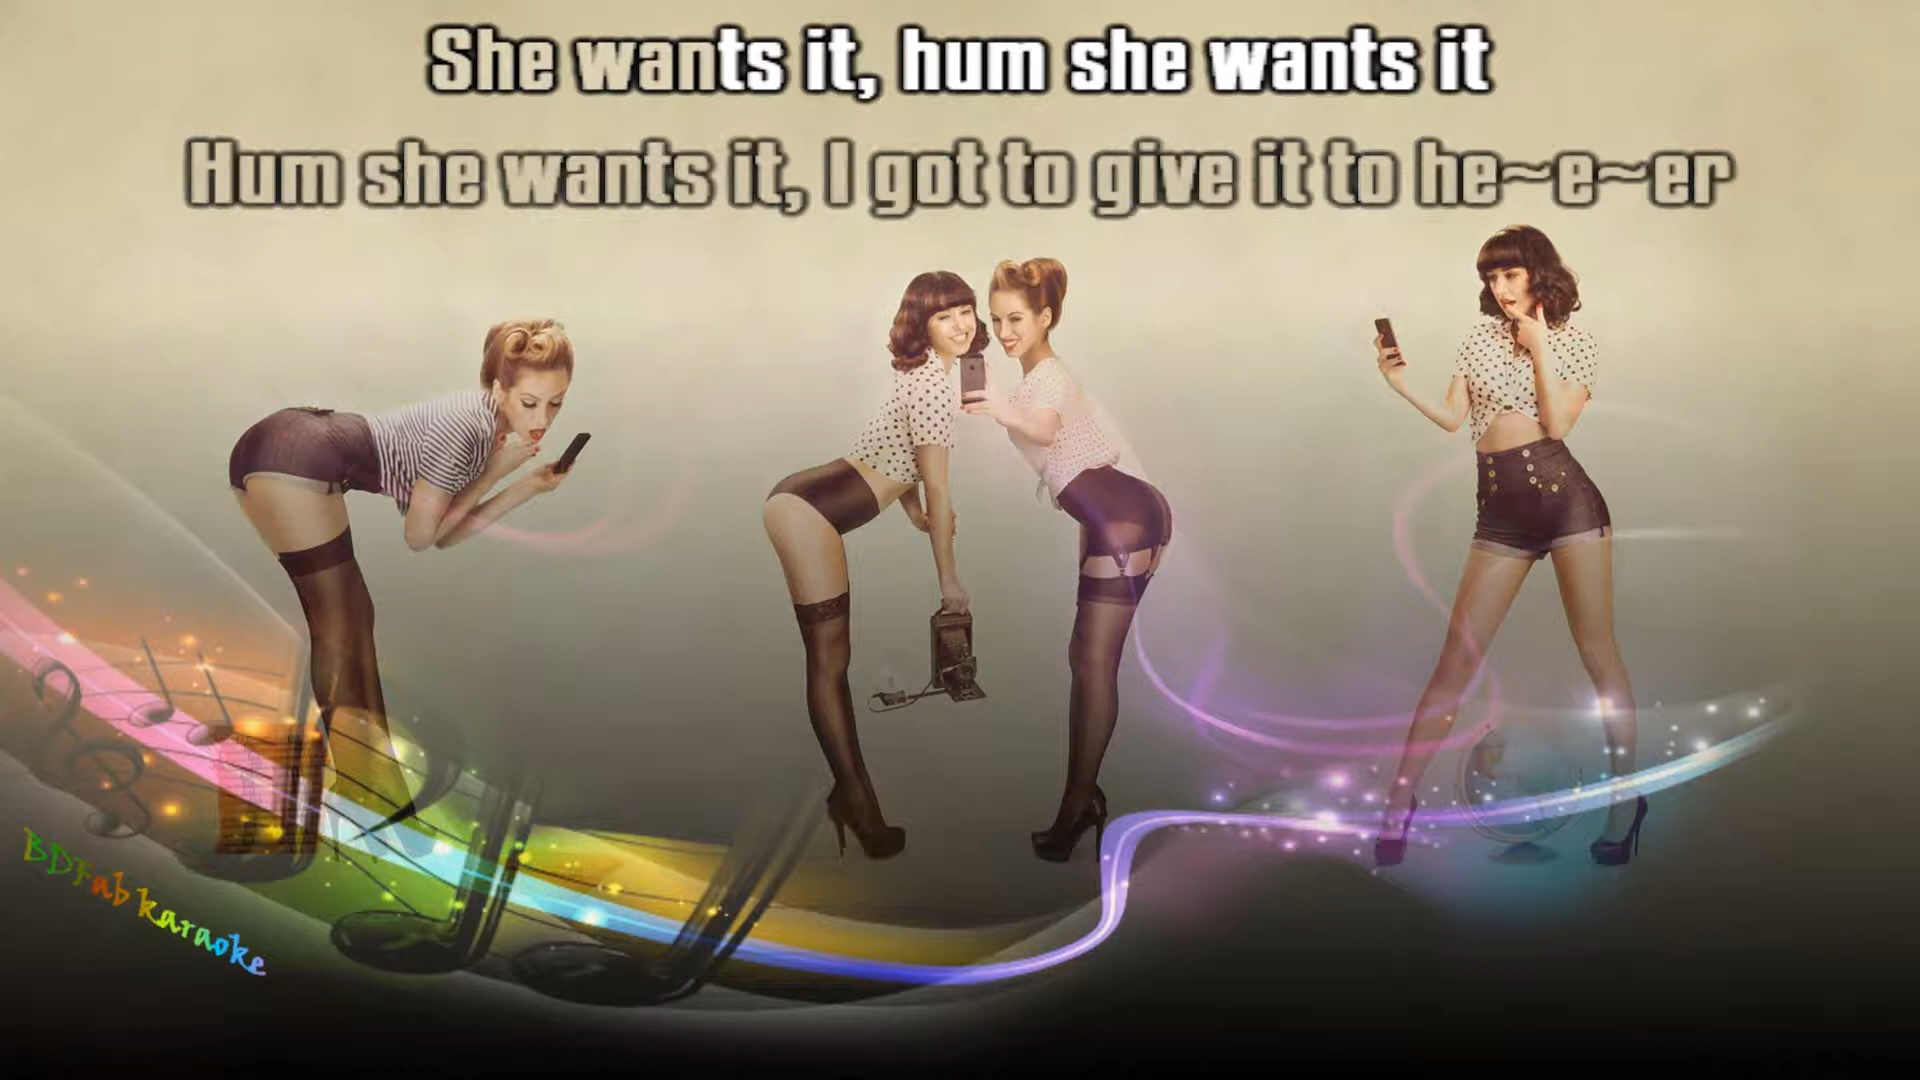 She wants it, hum she wants it
Hum she wants it, I got to give it to he~e~er
BDFab karaoke